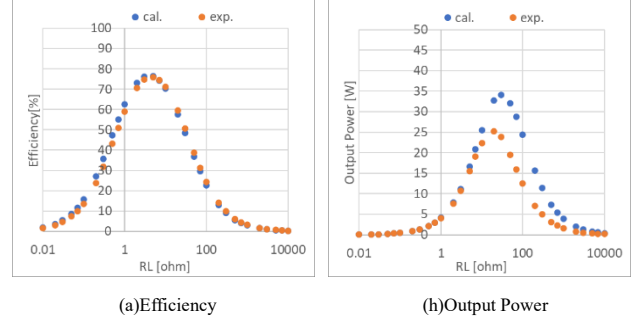 cal. exp.
100
90
80
70
60
50
40
30
20
10
0
Efficiency[%]
0.01 1 100 10000
RL [ohm]
(a)Efficiency
cal. exp.
50
45
40
35
30
25
20
15
10
5
0
Output Power [W]
0.01 1 100 10000
RL [ohm]
(h)Output Power